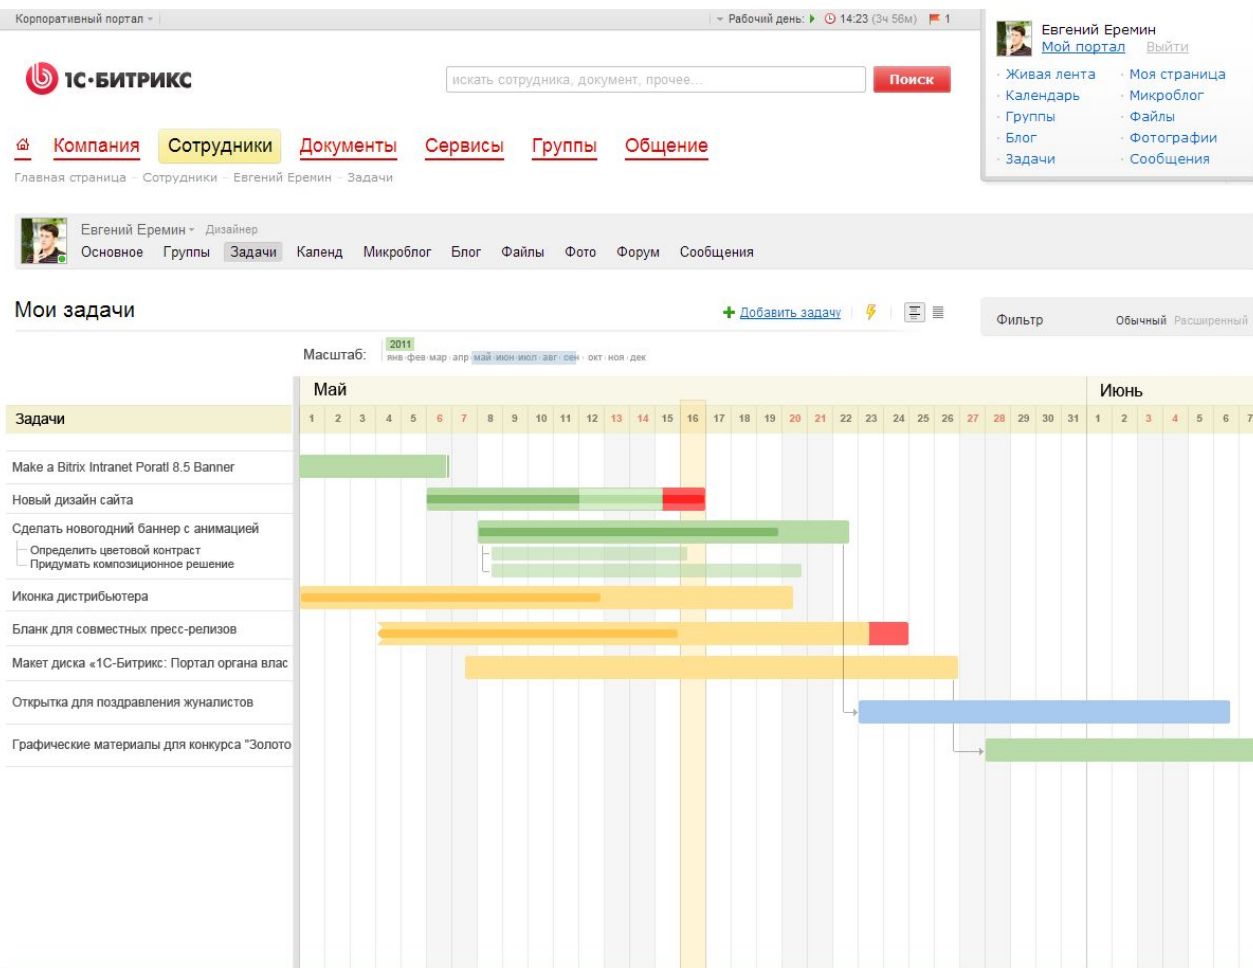 Корпоративный портал
Рабочий день: 14:23 (3ч 56м) 1
Евгений Еремин
Мой портал Выйти
Живая лента Моя страница
Календарь Микроблог
Группы Файлы
Блог Фотографии
Задачи Сообщения
1С·БИТРИКС
искать сотрудника, документ, прочее... Поиск
Компания Сотрудники Документы Сервисы Группы Общение
Главная страница - Сотрудники - Евгений Еремин - Задачи
Евгений Еремин Дизайнер
Основное Группы Задачи Календ Микроблог Блог Файлы Фото Форум Сообщения
Мои задачи Добавить задачу
Фильтр Обычный Расширенный
2011
Масштаб: янв фев мар апр май июн июл авг сен окт ноя дек
Май Июнь
Задачи 1 2 3 4 5 6 7 8 9 10 11 12 13 14 15 16 17 18 19 20 21 22 23 24 25 26 27 28 29 30 31 1 2 3 4 5 6 7
Make a Bitrix Intranet Poratl 8.5 Banner
Новый дизайн сайта
Сделать новогодний баннер с анимацией
Определить цветовой контраст
Придумать композиционное решение
Иконка дистрибьютера
Бланк для совместных пресс-релизов
Макет диска «1С-Битрикс: Портал органа влас
Открытка для поздравления жуналистов
Графические материалы для конкурса "Золото